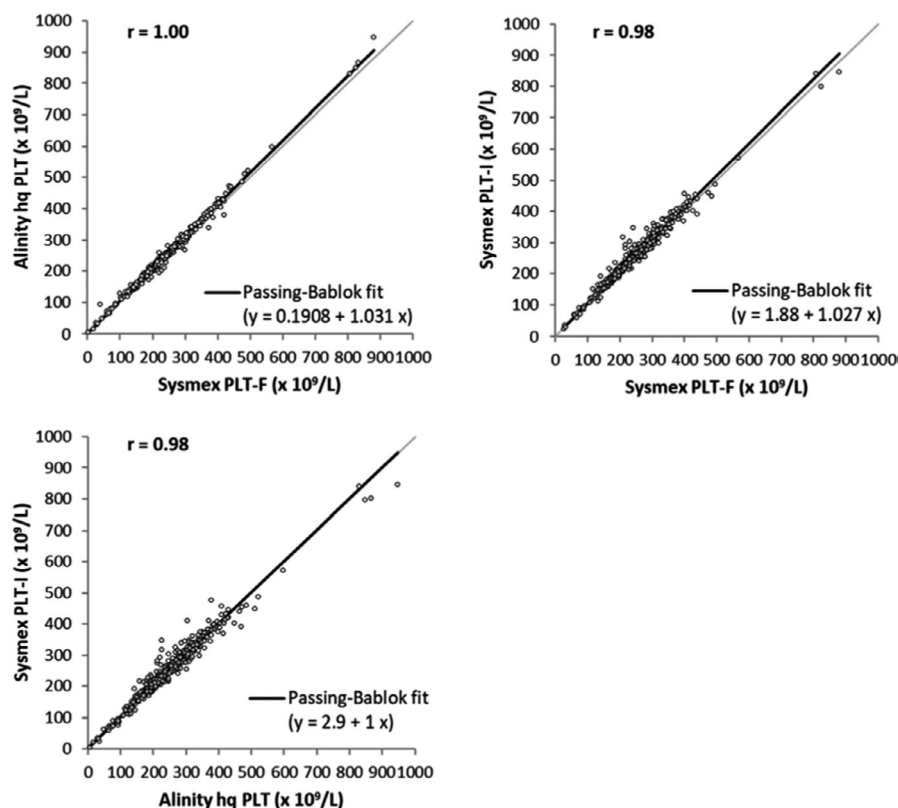 r = 1.00
Alinity hq PLT (x 10⁹/L)
1000
900
800
700
600
500
400
300
200
100
0
Passing-Bablok fit
(y = 0.1908 + 1.031 x)
0 100 200 300 400 500 600 700 800 900 1000
Sysmex PLT-F (x 10⁹/L)
r = 0.98
Sysmex PLT-I (x 10⁹/L)
1000
900
800
700
600
500
400
300
200
100
0
Passing-Bablok fit
(y = 1.88 + 1.027 x)
0 100 200 300 400 500 600 700 800 900 1000
Sysmex PLT-F (x 10⁹/L)
r = 0.98
Sysmex PLT-I (x 10⁹/L)
1000
900
800
700
600
500
400
300
200
100
0
Passing-Bablok fit
(y = 2.9 + 1 x)
0 100 200 300 400 500 600 700 800 900 1000
Alinity hq PLT (x 10⁹/L)